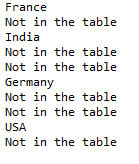 France
Not in the table
India
Not in the table
Not in the table
Germany
Not in the table
Not in the table
USA
Not in the table